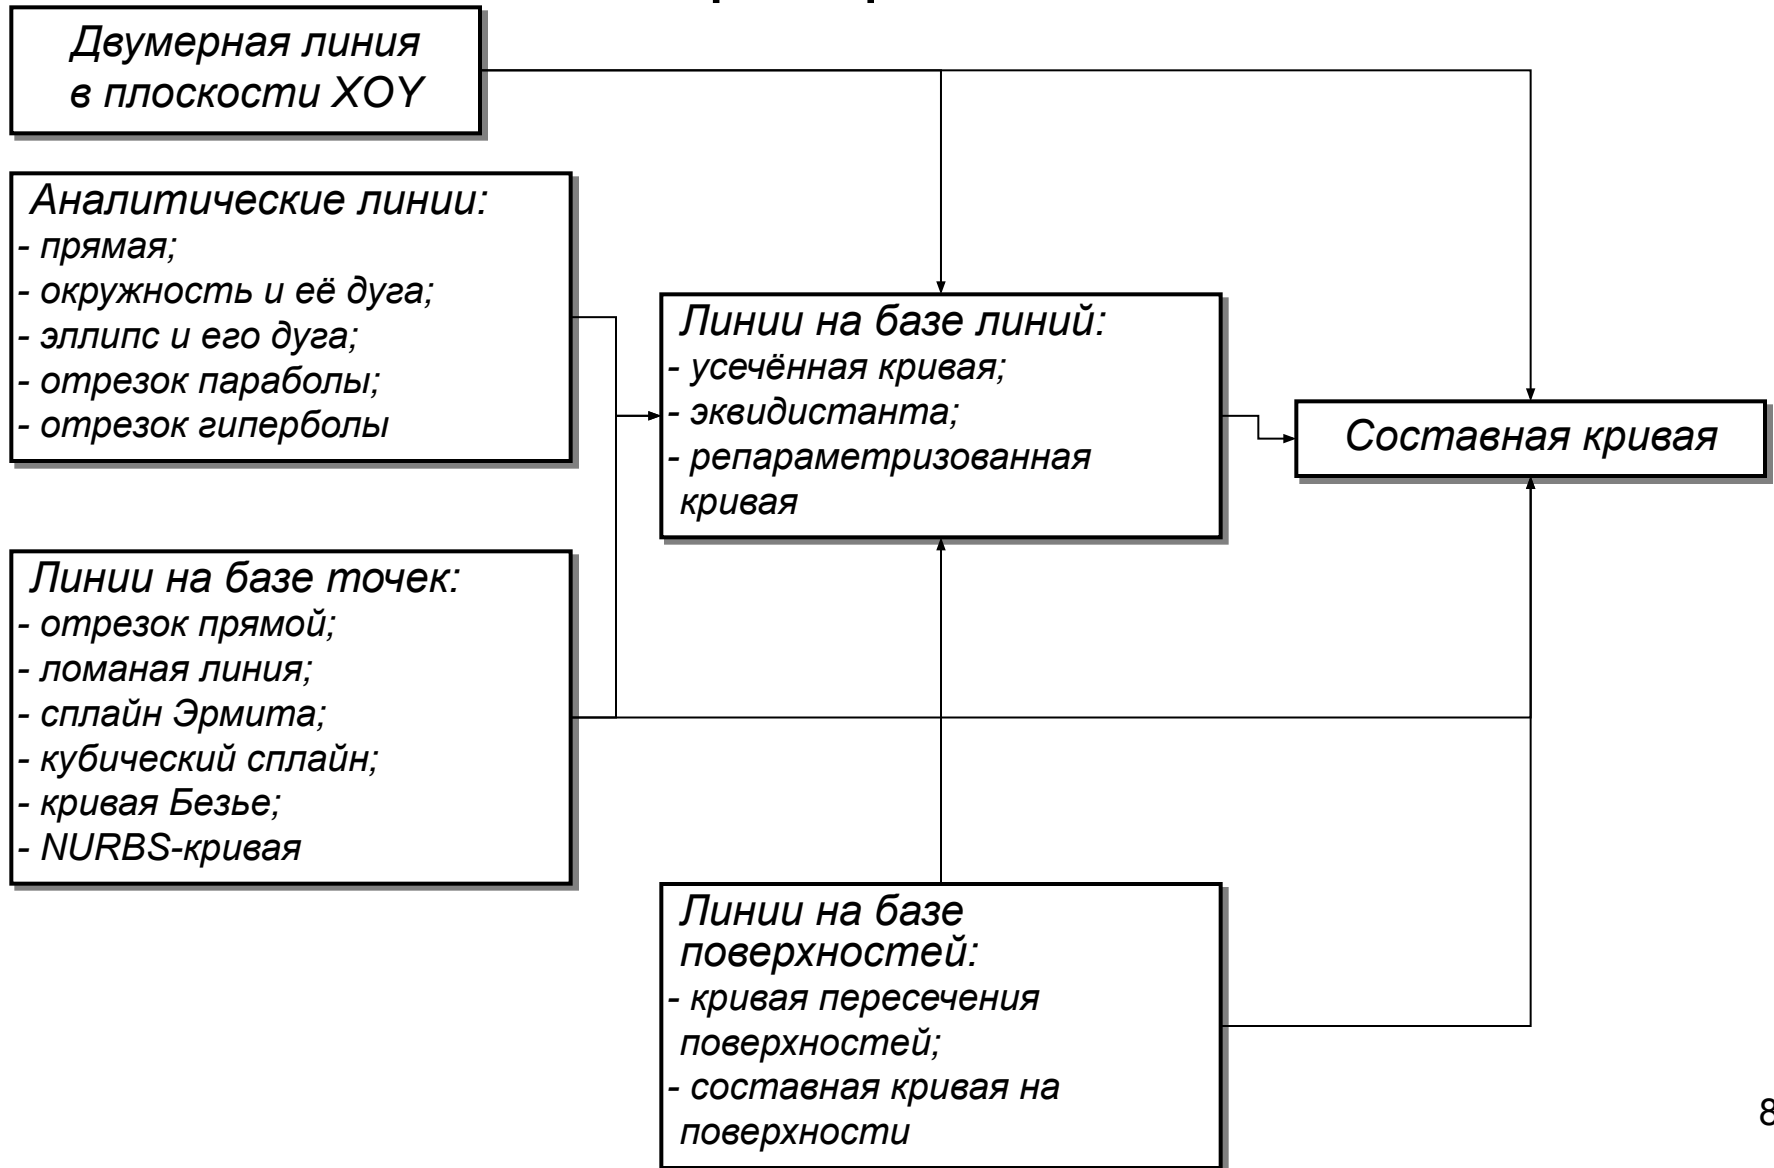 Двумерная линия
в плоскости XOY
Аналитические линии:
- прямая;
- окружность и её дуга;
- эллипс и его дуга;
- отрезок параболы;
- отрезок гиперболы
Линии на базе точек:
- отрезок прямой;
- ломаная линия;
- сплайн Эрмита;
- кубический сплайн;
- кривая Безье;
- NURBS-кривая
Линии на базе линий:
- усечённая кривая;
- эквидистанта;
- репараметризованная
кривая
Линии на базе
поверхностей:
- кривая пересечения
поверхностей;
- составная кривая на
поверхности
Составная кривая
8